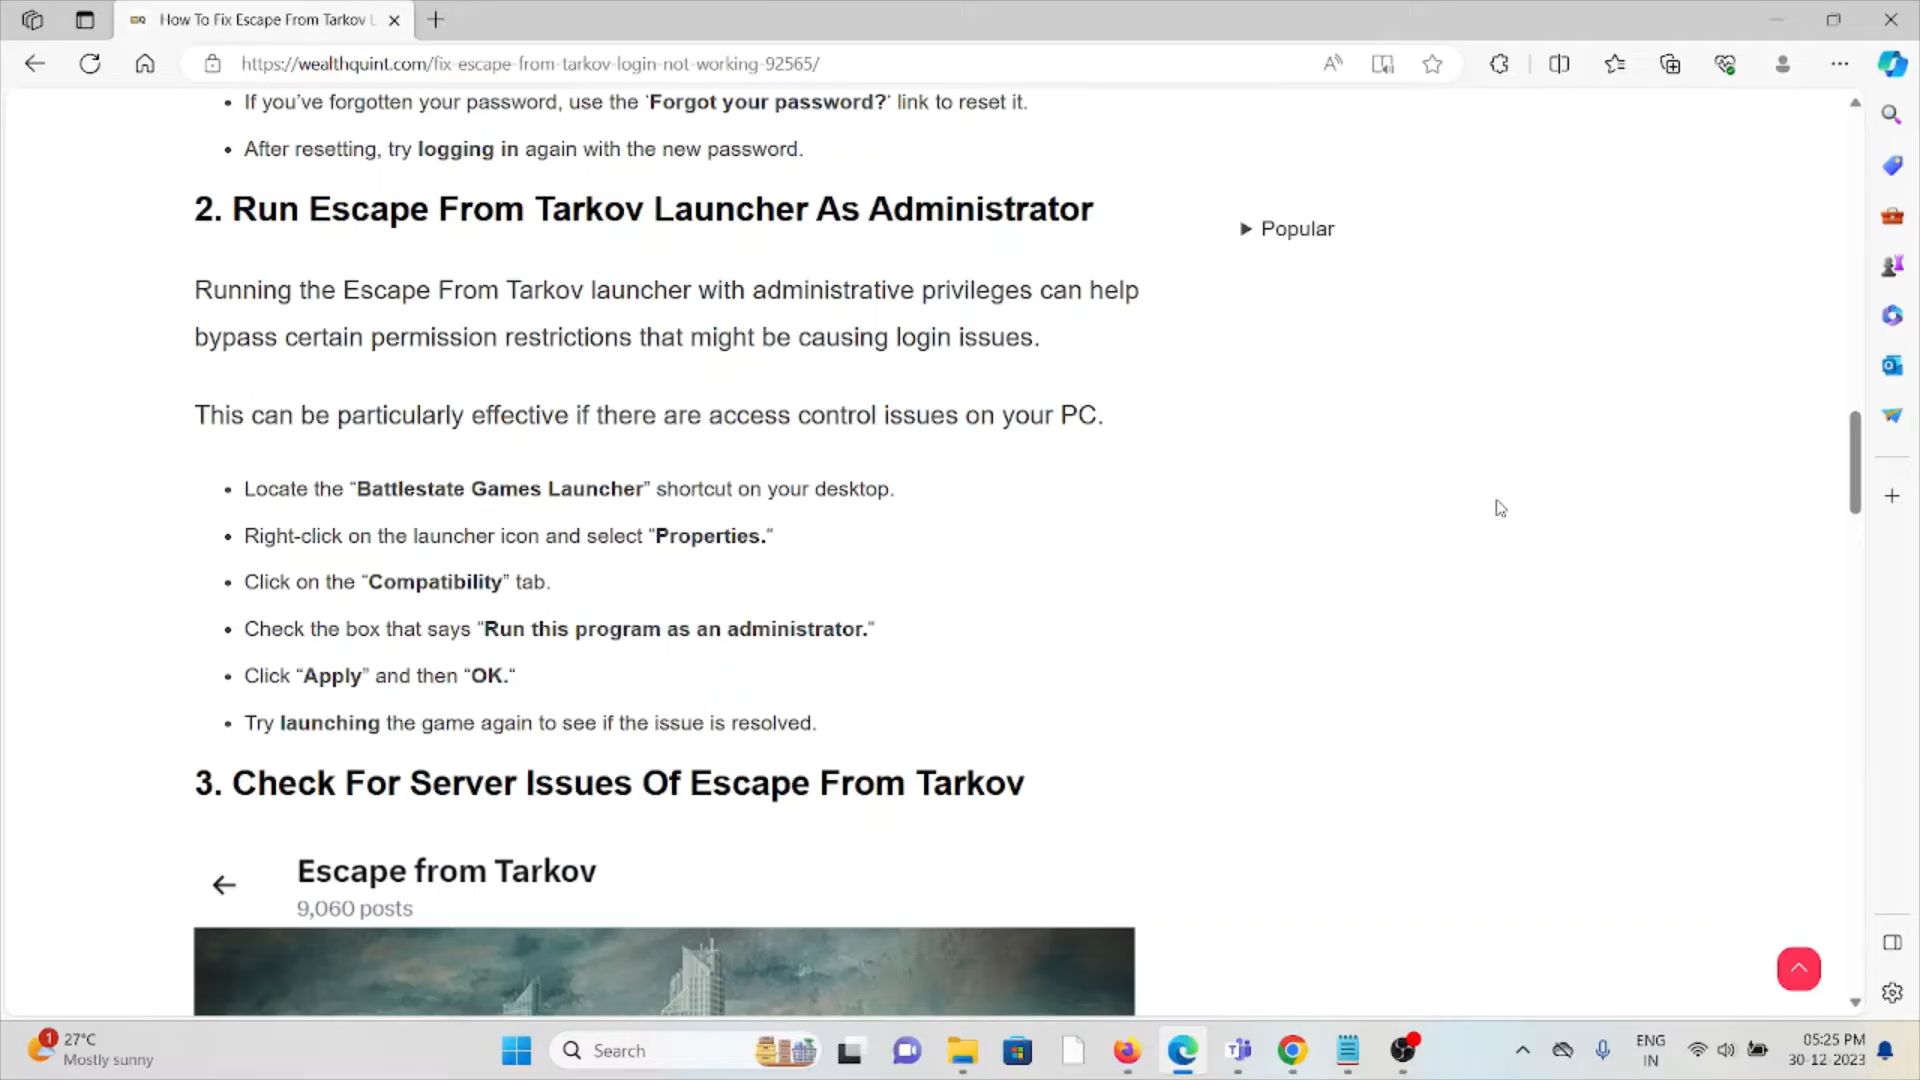 How To Fix Escape From Tarkov L
https://wealthquint.com/fix-escape-from-tarkov-login-not-working-92565/
• If you’ve forgotten your password, use the ‘Forgot your password?‘ link to reset it.
• After resetting, try logging in again with the new password.
2. Run Escape From Tarkov Launcher As Administrator
▶ Popular
Running the Escape From Tarkov launcher with administrative privileges can help
bypass certain permission restrictions that might be causing login issues.
This can be particularly effective if there are access control issues on your PC.
• Locate the “Battlestate Games Launcher” shortcut on your desktop.
• Right-click on the launcher icon and select “Properties.“
• Click on the “Compatibility” tab.
• Check the box that says “Run this program as an administrator.“
• Click “Apply” and then “OK.“
• Try launching the game again to see if the issue is resolved.
3. Check For Server Issues Of Escape From Tarkov
Escape from Tarkov
9,060 posts
1
27°C
Mostly sunny
Search
ENG
IN
05:25 PM
30-12-2023